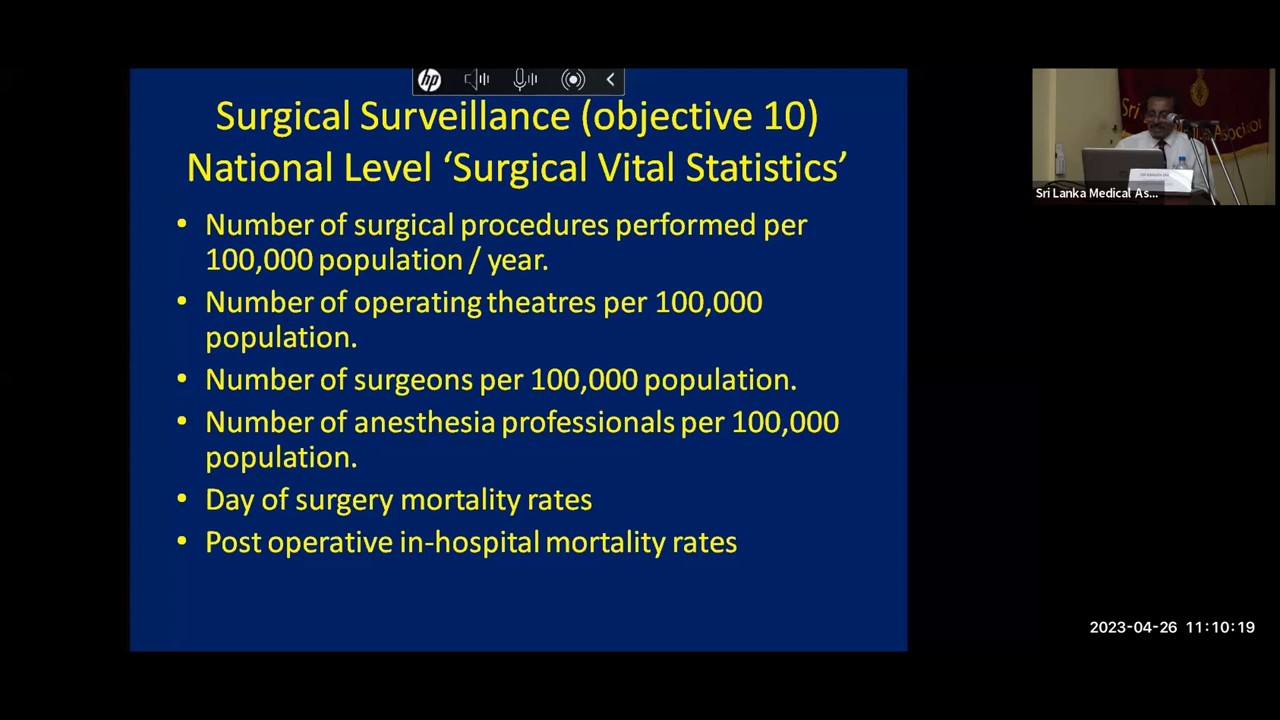 hp
Surgical Surveillance (objective 10)
National Level ‘Surgical Vital Statistics’
• Number of surgical procedures performed per
100,000 population / year.
• Number of operating theatres per 100,000
population.
• Number of surgeons per 100,000 population.
• Number of anesthesia professionals per 100,000
population.
• Day of surgery mortality rates
• Post operative in-hospital mortality rates
Sri
Sri Lanka Medical As...
2023-04-26 11:10:19